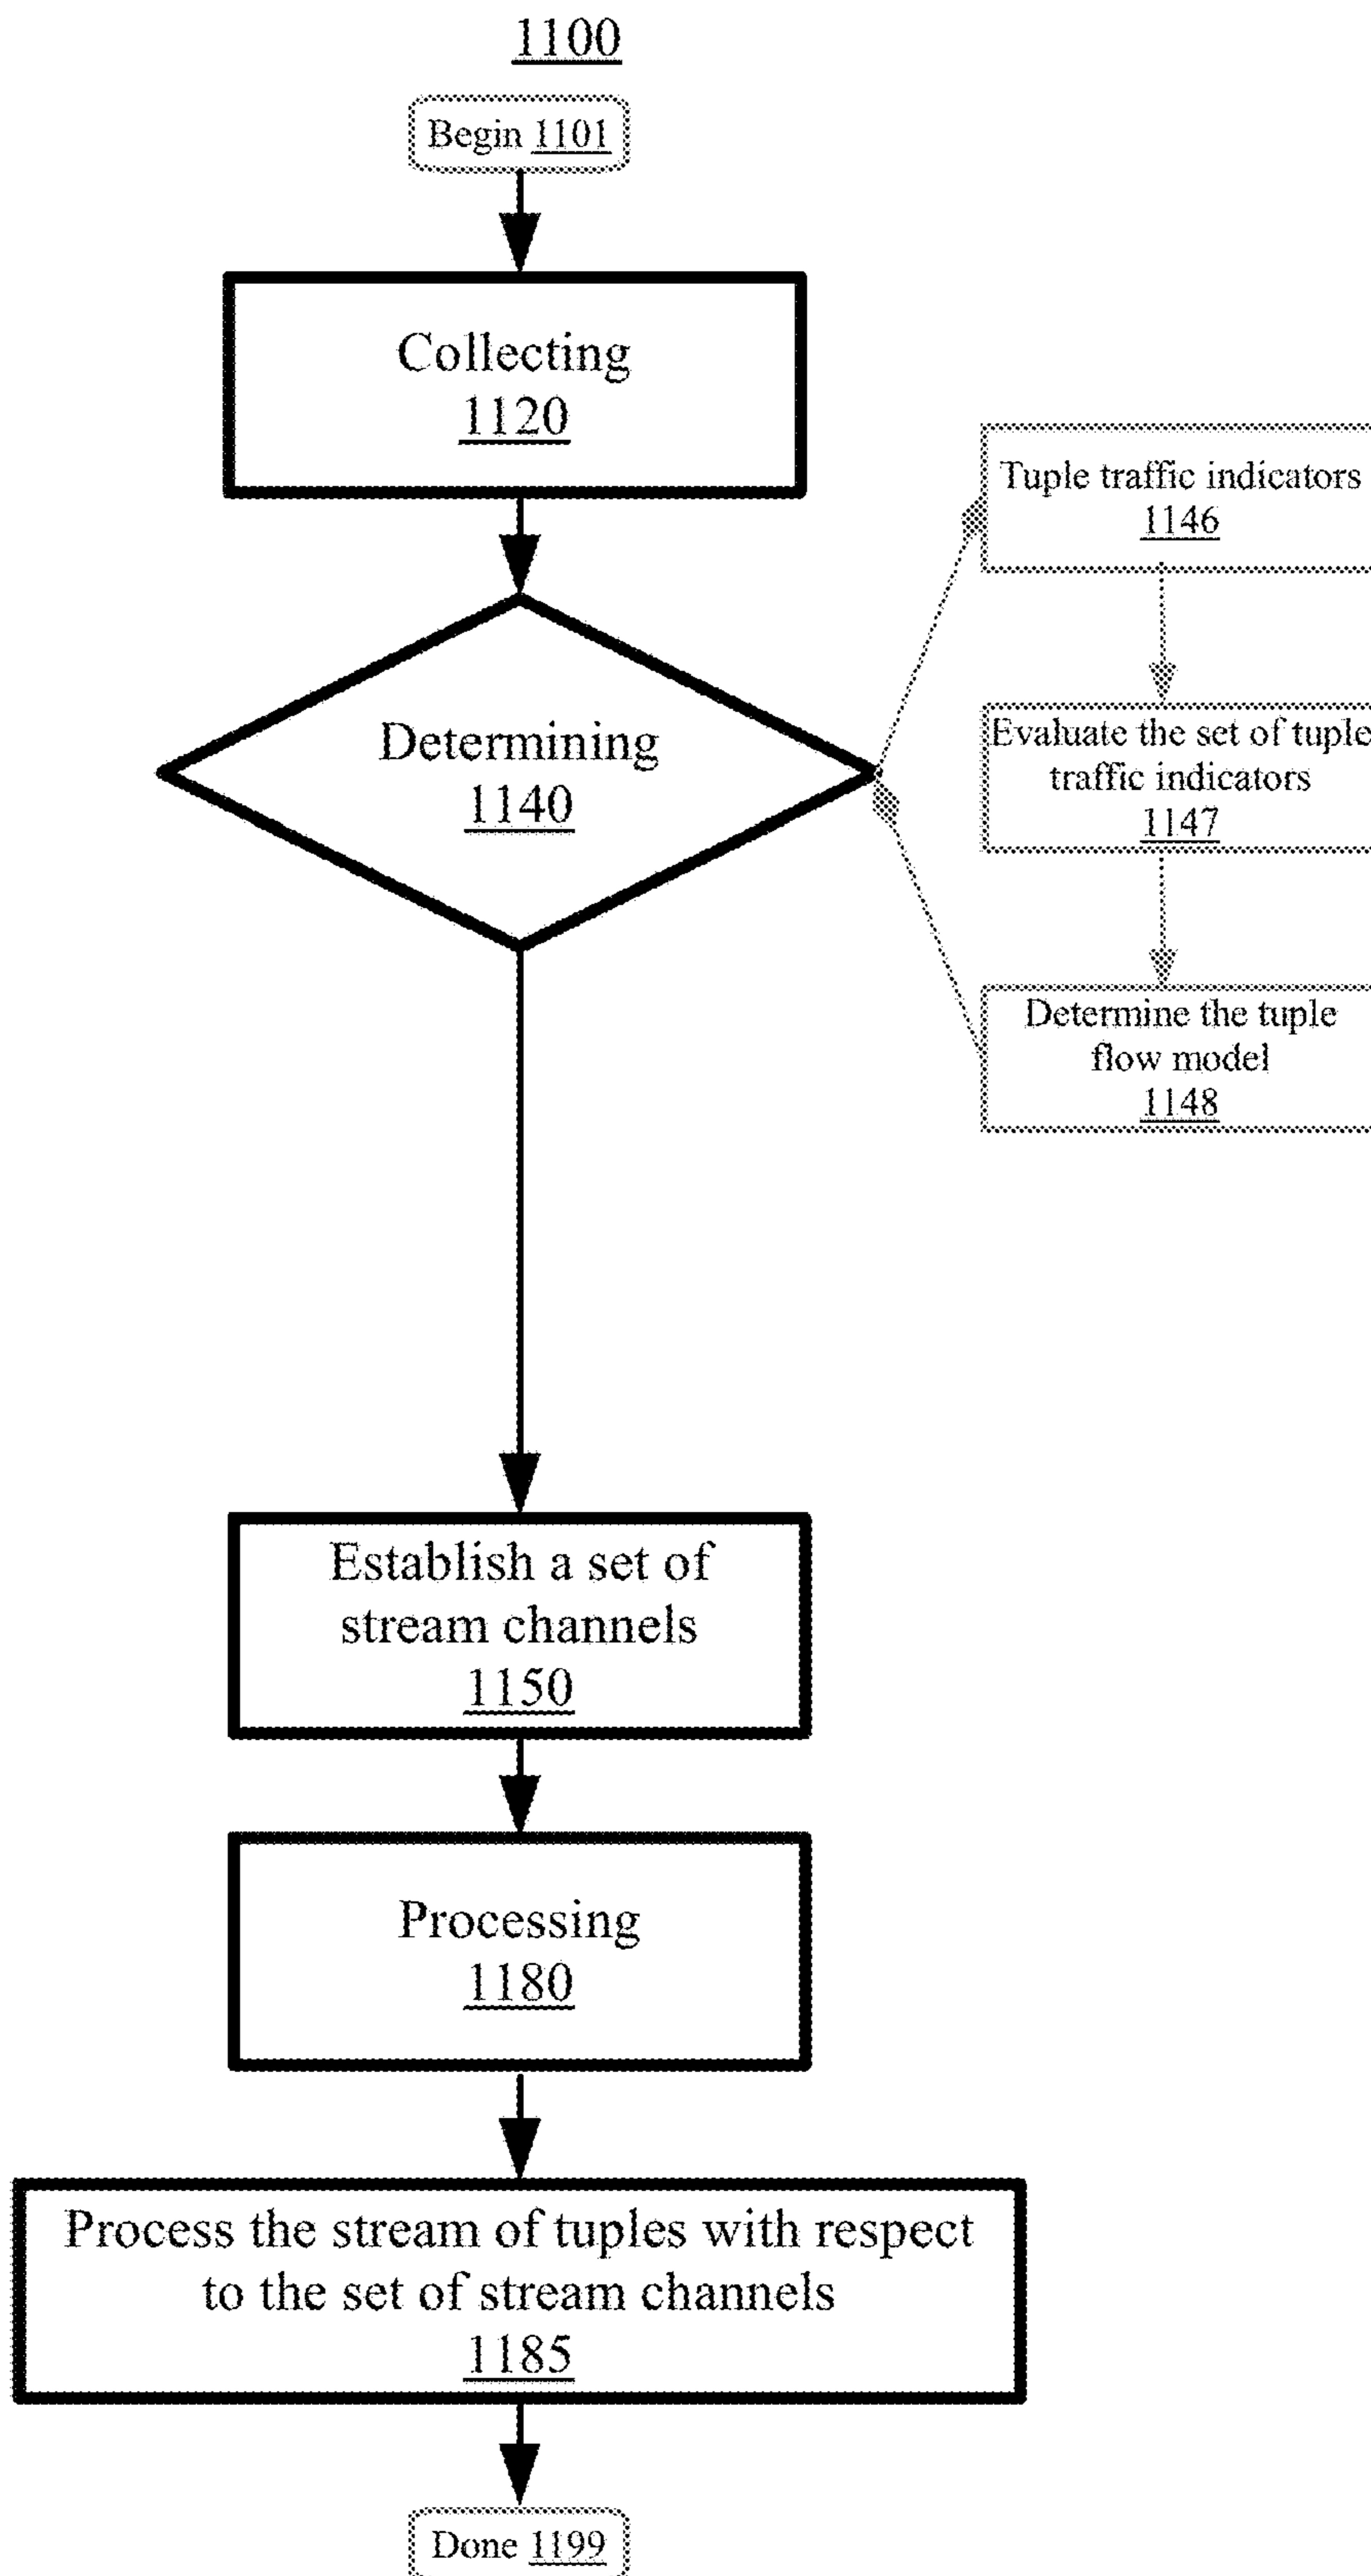 1100
Begin 1101
Collecting
1120
Tuple traffic indicators
1146
Determining
1140
Evaluate the set of tuple
traffic indicators
1147
Determine the tuple
flow model
1148
Establish a set of
stream channels
1150
Processing
1180
Process the stream of tuples with respect
to the set of stream channels
1185
Done 1199